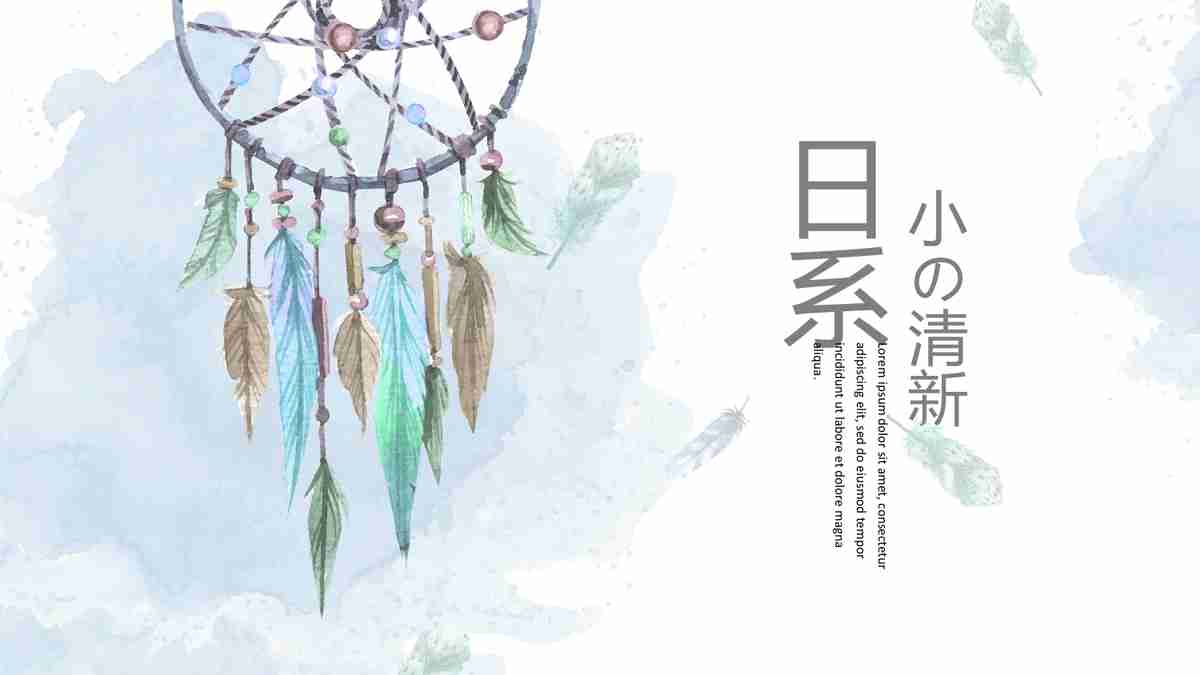 小の清新
日系
Lorem ipsum dolor sit amet, consectetur
adipiscing elit, sed do eiusmod tempor
incididunt ut labore et dolore magna
aliqua.